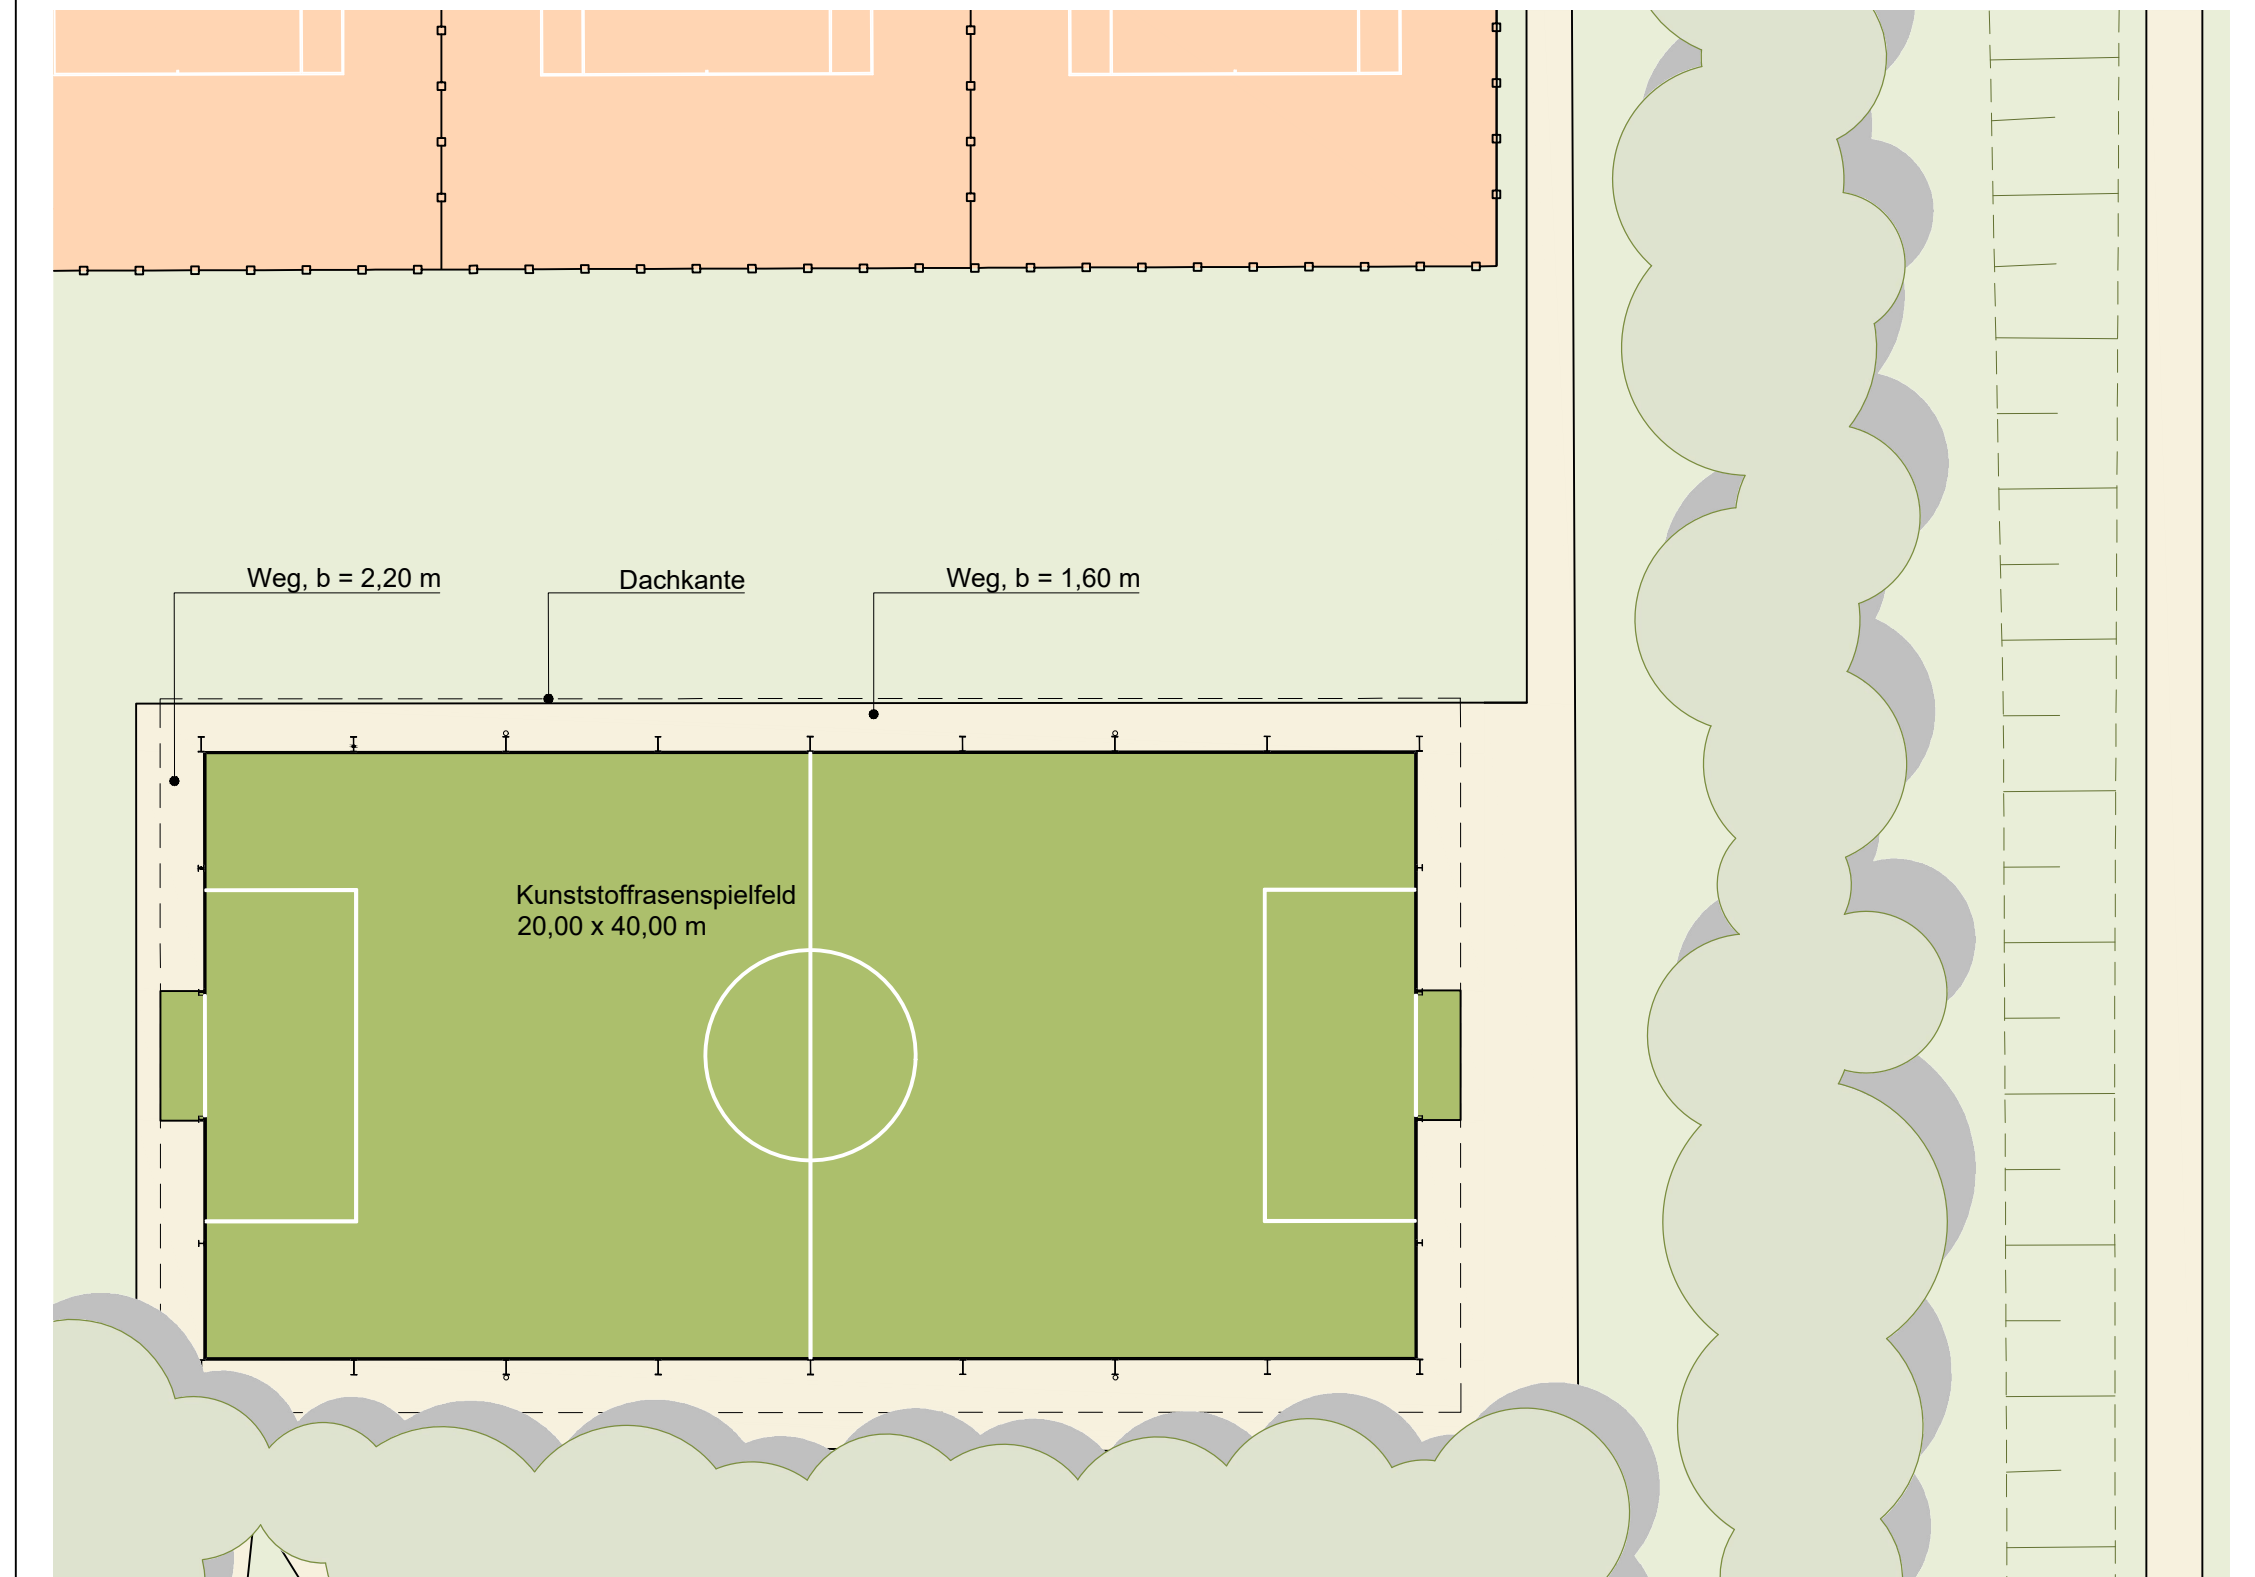 Weg, b = 2,20 m
Dachkante
Weg, b = 1,60 m
Kunststoffrasenspielfeld
20,00 x 40,00 m